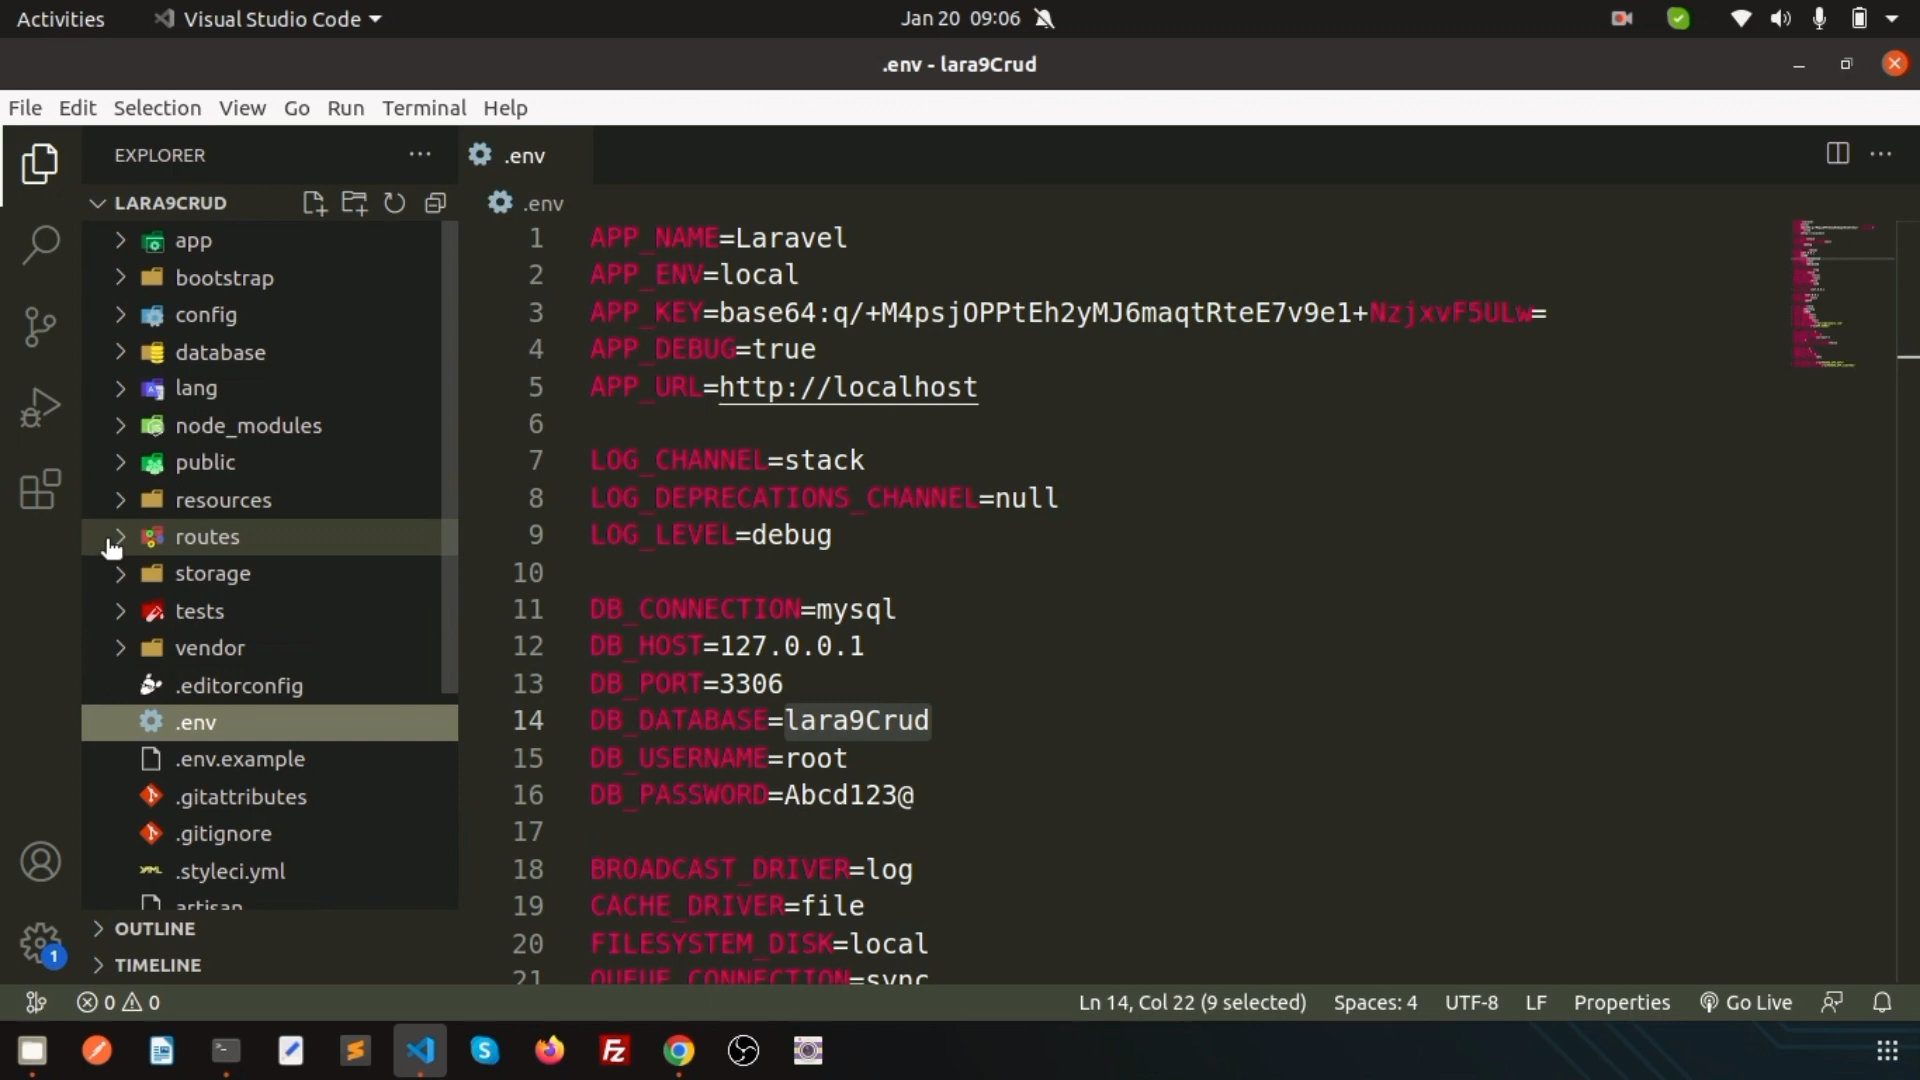 Activities
Visual Studio Code
Jan 20 09:06
.env - lara9Crud
File Edit Selection View Go Run Terminal Help
EXPLORER
.env
LARA9CRUD
.env
app
bootstrap
config
database
lang
node_modules
public
resources
routes
storage
tests
vendor
.editorconfig
.env
.env.example
.gitattributes
.gitignore
.styleci.yml
artisan
OUTLINE
TIMELINE
1 APP_NAME=Laravel
2 APP_ENV=local
3 APP_KEY=base64:q/+M4psjOPPtEh2yMJ6maqtRteE7v9e1+NzjxvF5ULw=
4 APP_DEBUG=true
5 APP_URL=http://localhost
6
7 LOG_CHANNEL=stack
8 LOG_DEPRECATIONS_CHANNEL=null
9 LOG_LEVEL=debug
10
11 DB_CONNECTION=mysql
12 DB_HOST=127.0.0.1
13 DB_PORT=3306
14 DB_DATABASE=lara9Crud
15 DB_USERNAME=root
16 DB_PASSWORD=Abcd123@
17
18 BROADCAST_DRIVER=log
19 CACHE_DRIVER=file
20 FILESYSTEM_DISK=local
21 QUEUE_CONNECTION=sync
1
0 0
Ln 14, Col 22 (9 selected) Spaces: 4 UTF-8 LF Properties Go Live